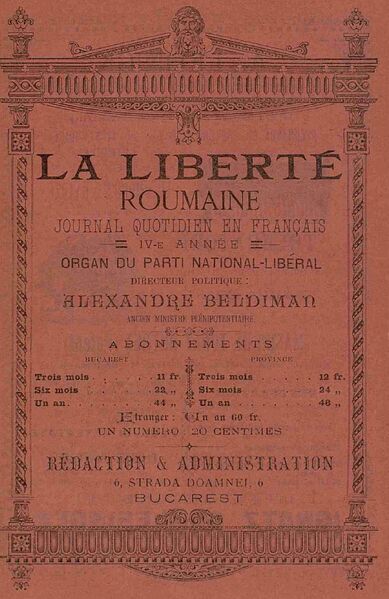 LA LIBERTÉ
ROUMAINE
JOURNAL QUOTIDIEN EN FRANÇAIS
IV-E ANNÉE
ORGAN DU PARTI NATIONAL-LIBÉRAL
DIRECTEUR POLITIQUE:
ALEXANDRE BELDIMAN
ANCIEN MINISTRE PLÉNIPOTENTIAIRE
ABONNEMENTS
BUCAREST PROVINCE
Trois mois . . . . . . 11 fr. Trois mois . . . . . . 12 fr.
Six mois . . . . . . 22 „ Six mois . . . . . . 24 „
Un an . . . . . . 44 „ Un an . . . . . . 48 „
Etranger: Un an 60 fr.
UN NUMERO: 20 CENTIMES
RÉDACTION & ADMINISTRATION
6, STRADA DOAMNEI, 6
BUCAREST